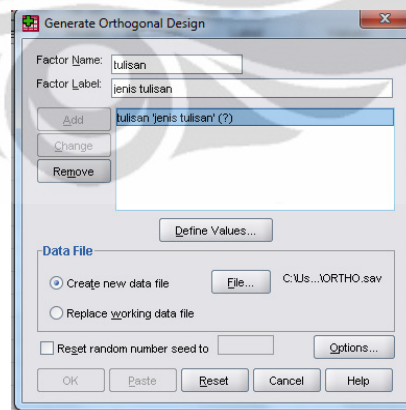 Generate Orthogonal Design
Factor Name: tulisan
Factor Label: jenis tulisan
Add
Change
Remove
tulisan 'jenis tulisan' (?)
Define Values...
Data File
Create new data file
File...
C:\Us...\ORTHO.sav
Replace working data file
Reset random number seed to
Options...
OK
Paste
Reset
Cancel
Help